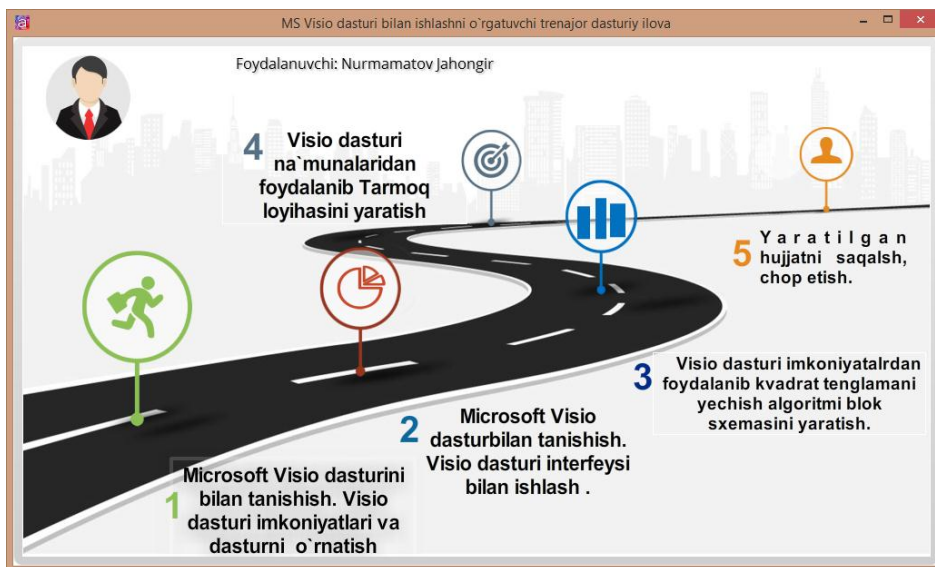 MS Visio dasturi bilan ishlashni o`rgatuvchi trenajor dasturiy ilova
Foydalanuvchi: Nurmamatov Jahongir
4
Visio dasturi
na`munalaridan
foydalanib Tarmoq
loyihasini yaratish
5
Yaratilgan
hujjatni saqalsh,
chop etish.
3
Visio dasturi imkoniyatalrdan
foydalanib kvadrat tenglamani
yechish algoritmi blok
sxemasini yaratish.
2
Microsoft Visio
dasturbilan tanishish.
Visio dasturi interfeysi
bilan ishlash .
1
Microsoft Visio dasturini
bilan tanishish. Visio
dasturi imkoniyatlari va
dasturni o`rnatish